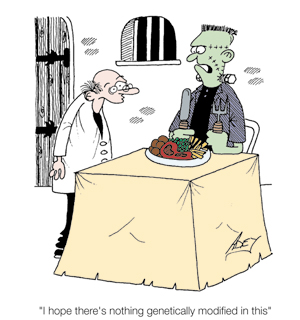 "I hope there's nothing genetically modified in this"